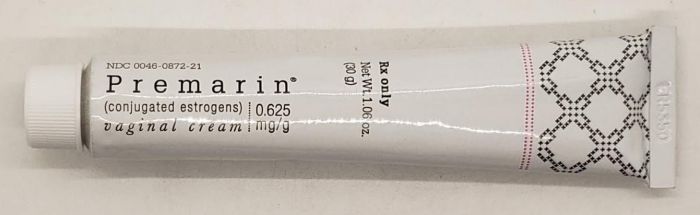 NDC 0046-0872-21
Premarin®
(conjugated estrogens) 0.625
vaginal cream mg/g
Rx only
Net Wt. 1.06 oz.
(30 g)